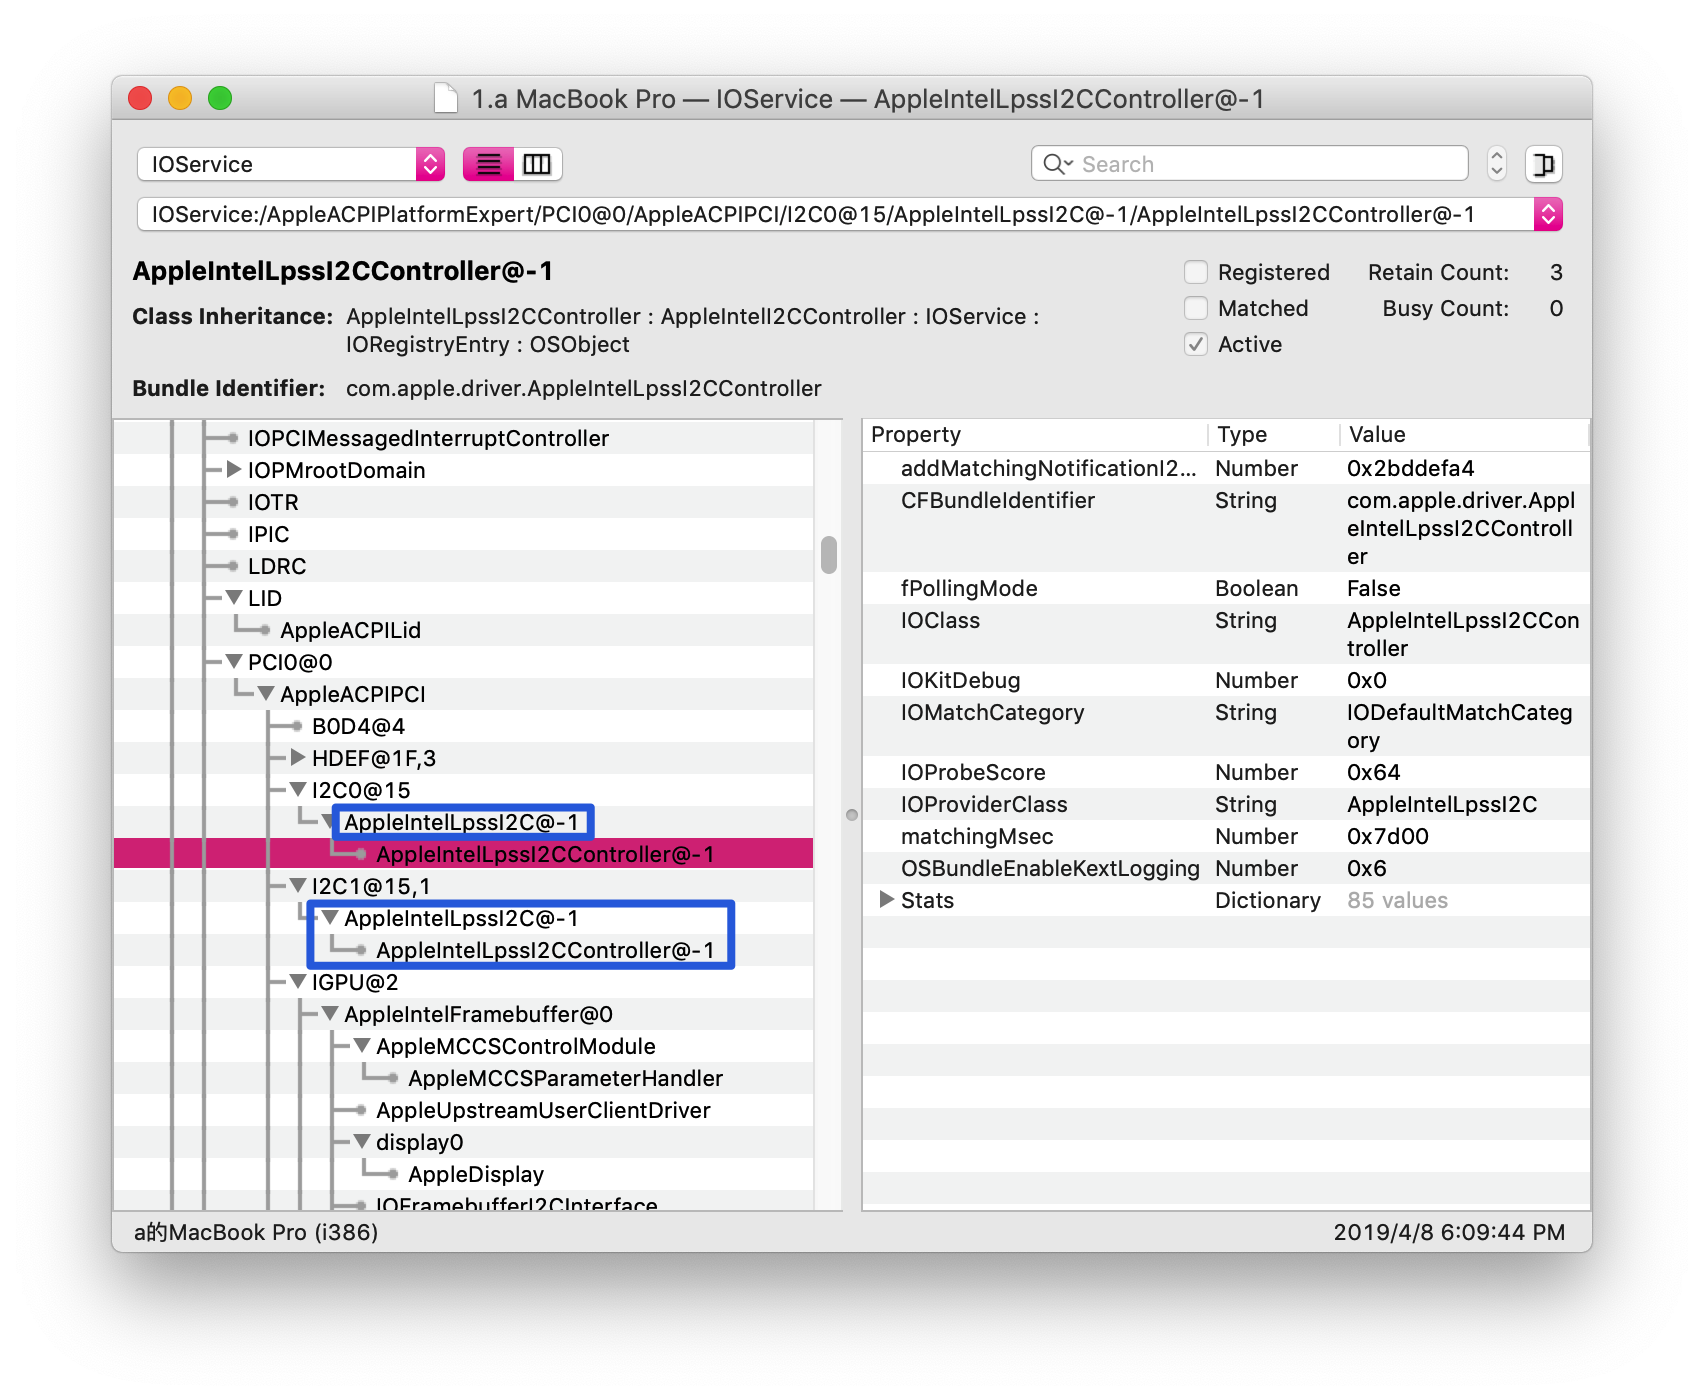 1.a MacBook Pro — IOService — AppleIntelLpssI2CController@-1
IOService
Search
IOService:/AppleACPIPlatformExpert/PCI0@0/AppleACPIPCI/I2C0@15/AppleIntelLpssI2C@-1/AppleIntelLpssI2CController@-1
AppleIntelLpssI2CController@-1
Registered Retain Count: 3
Class Inheritance: AppleIntelLpssI2CController : AppleIntelI2CController : IOService :
IORegistryEntry : OSObject
Matched Busy Count: 0
Active
Bundle Identifier: com.apple.driver.AppleIntelLpssI2CController
IOPCIMessagedInterruptController
IOPMrootDomain
IOTR
IPIC
LDRC
LID
AppleACPILid
PCI0@0
AppleACPIPCI
B0D4@4
HDEF@1F,3
I2C0@15
AppleIntelLpssI2C@-1
AppleIntelLpssI2CController@-1
I2C1@15,1
AppleIntelLpssI2C@-1
AppleIntelLpssI2CController@-1
IGPU@2
AppleIntelFramebuffer@0
AppleMCCSControlModule
AppleMCCSParameterHandler
AppleUpstreamUserClientDriver
display0
AppleDisplay
IOFramebufferI2CInterface
Property Type Value
addMatchingNotificationI2... Number 0x2bddefa4
CFBundleIdentifier String com.apple.driver.Appl
eIntelLpssI2CControll
er
fPollingMode Boolean False
IOClass String AppleIntelLpssI2CCon
troller
IOKitDebug Number 0x0
IOMatchCategory String IODefaultMatchCateg
ory
IOProbeScore Number 0x64
IOProviderClass String AppleIntelLpssI2C
matchingMsec Number 0x7d00
OSBundleEnableKextLogging Number 0x6
Stats Dictionary 85 values
a的MacBook Pro (i386)
2019/4/8 6:09:44 PM